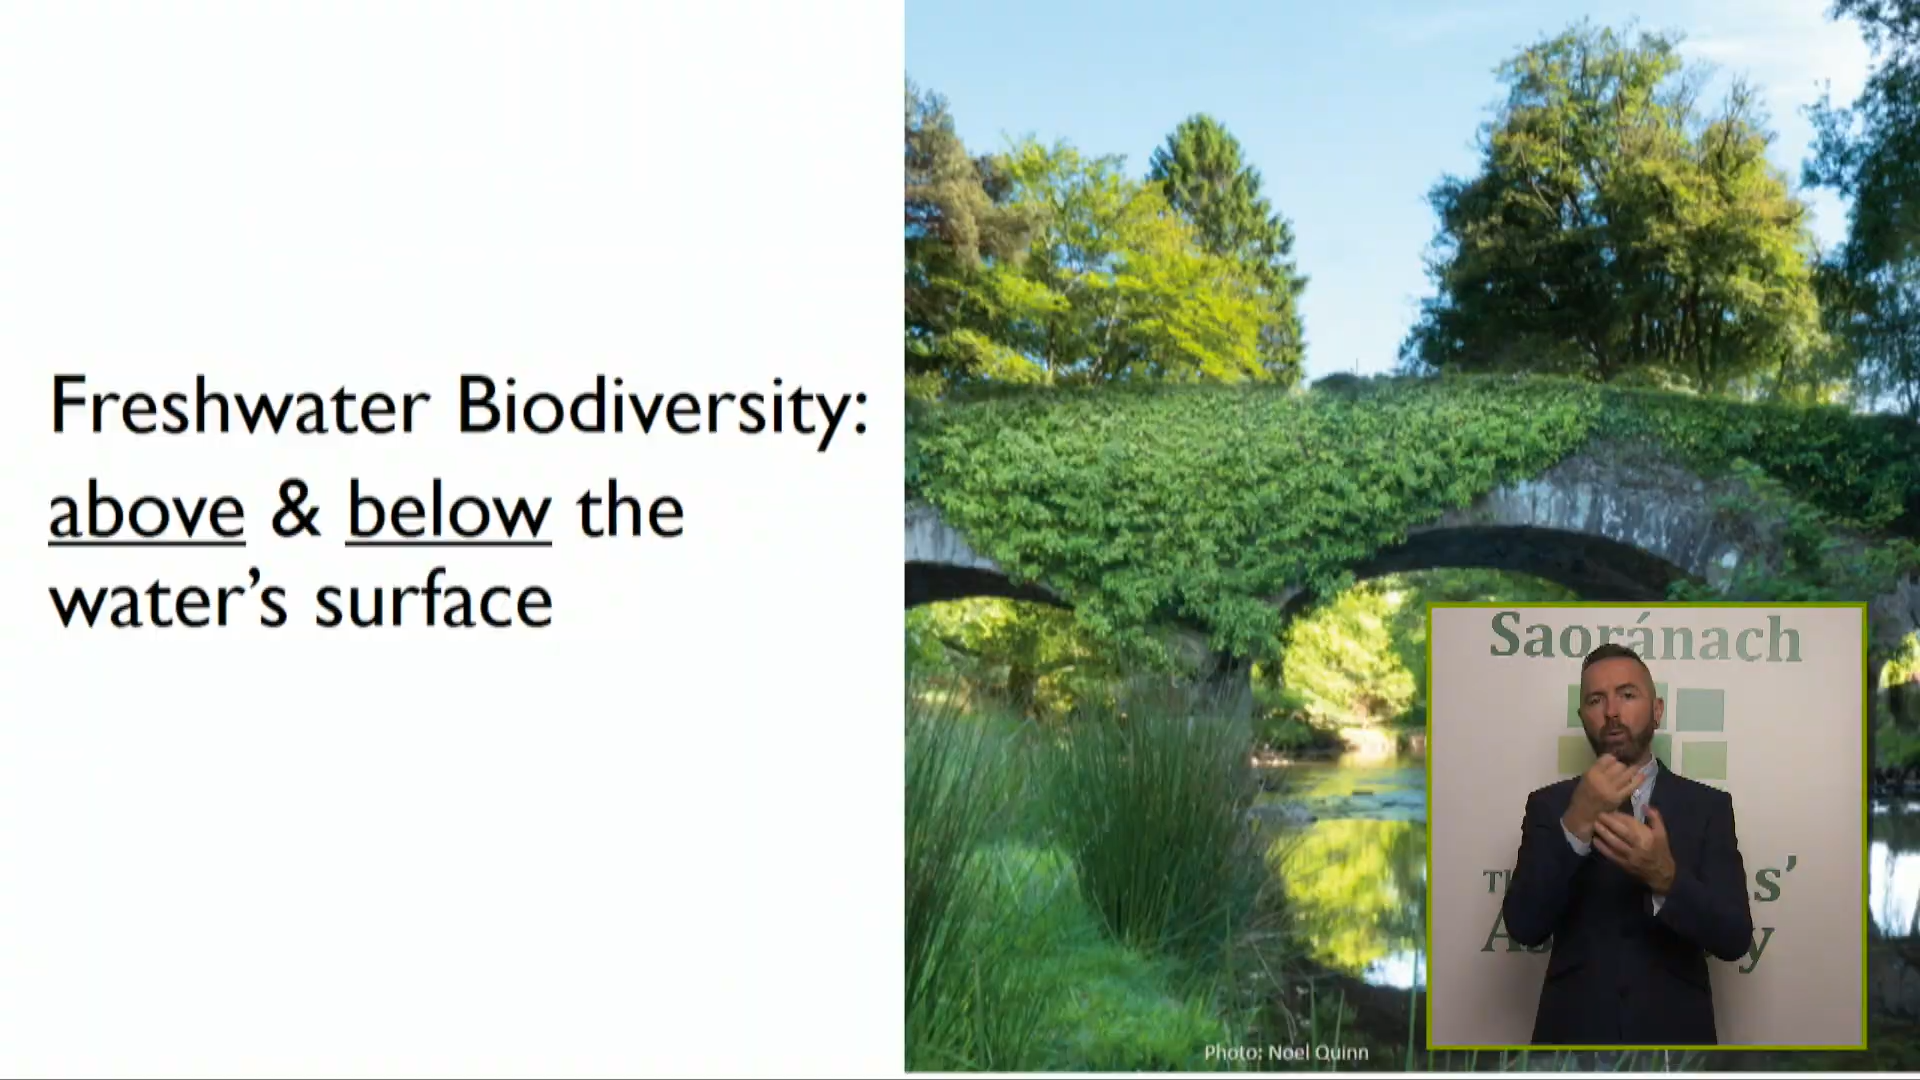 Freshwater Biodiversity:
above & below the
water's surface
Saoránach
Photo: Noel Quinn